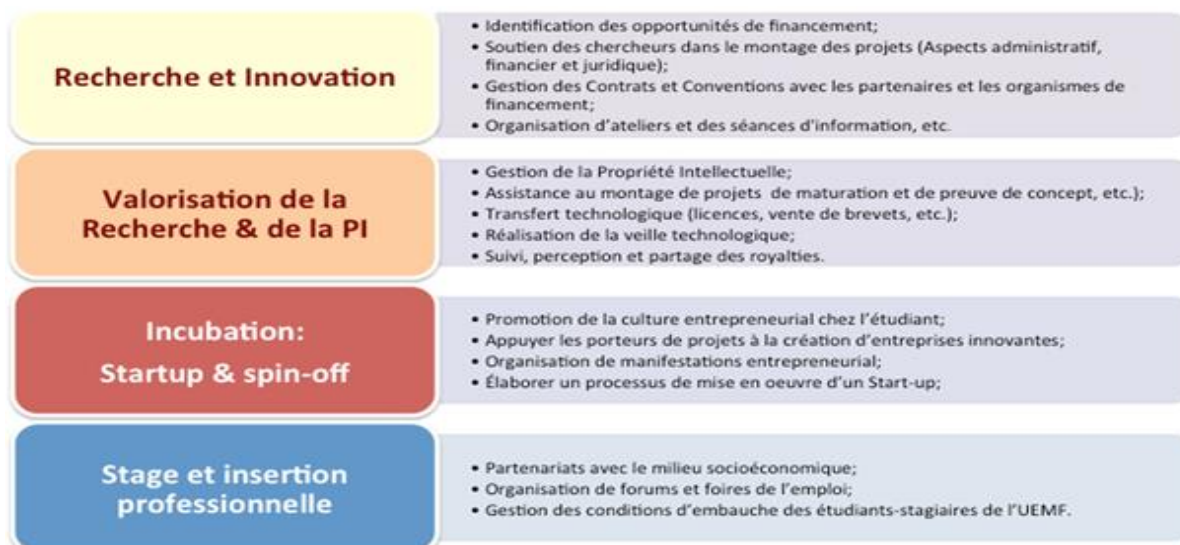 Recherche et Innovation
• Identification des opportunités de financement;
• Soutien des chercheurs dans le montage des projets (Aspects administratif,
financier et juridique);
• Gestion des Contrats et Conventions avec les partenaires et les organismes de
financement;
• Organisation d'ateliers et des séances d'information, etc.
Valorisation de la
Recherche & de la PI
• Gestion de la Propriété Intellectuelle;
• Assistance au montage de projets de maturation et de preuve de concept, etc.);
• Transfert technologique (licences, vente de brevets, etc.);
• Réalisation de la veille technologique;
• Suivi, perception et partage des royalties.
Incubation:
Startup & spin-off
• Promotion de la culture entrepreneurial chez l'étudiant;
• Appuyer les porteurs de projets à la création d'entreprises innovantes;
• Organisation de manifestations entrepreneurial;
• Élaborer un processus de mise en oeuvre d'un Start-up;
Stage et insertion
professionnelle
• Partenariats avec le milieu socioéconomique;
• Organisation de forums et foires de l'emploi;
• Gestion des conditions d'embauche des étudiants-stagiaires de l'UEMF.